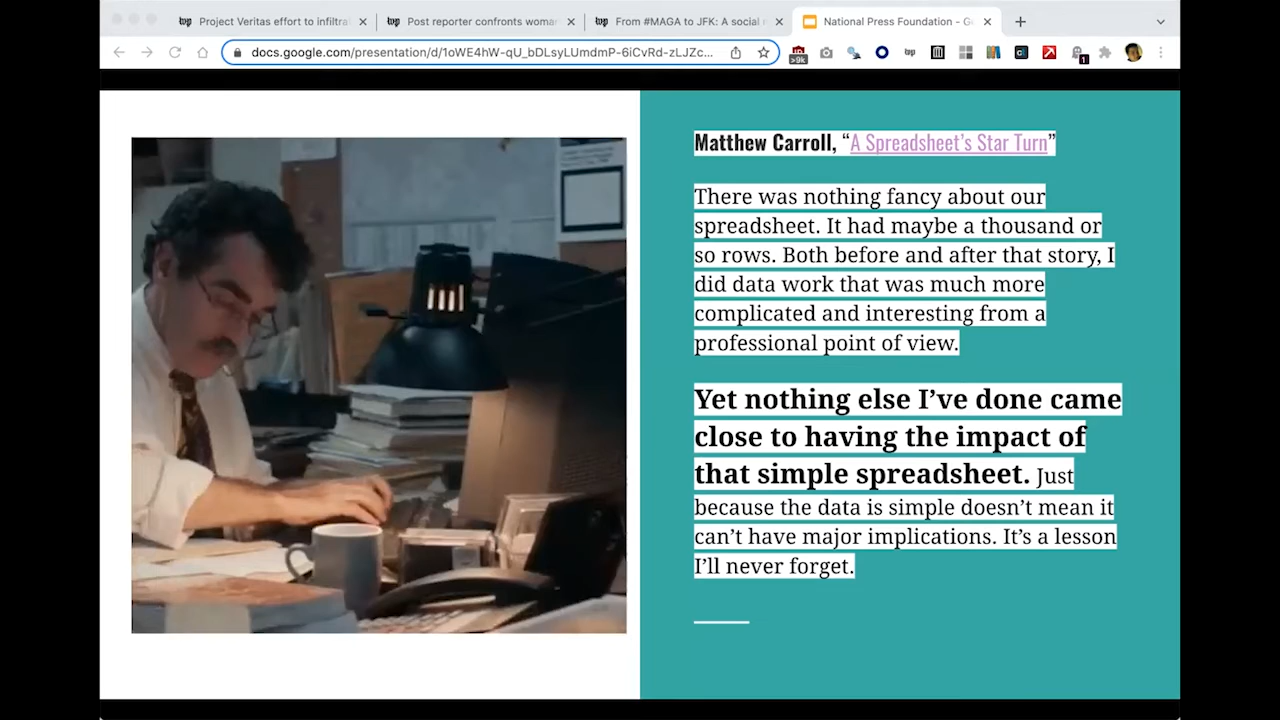 Project Veritas effort to infiltra
Post reporter confronts woma
From #MAGA to JFK: A social
National Press Foundation - G
docs.google.com/presentation/d/1oWE4hW-qU_bDLsyLUmdmP-6iCvRd-zLJZc...
>9k
1
Matthew Carroll, “A Spreadsheet’s Star Turn”
There was nothing fancy about our
spreadsheet. It had maybe a thousand or
so rows. Both before and after that story, I
did data work that was much more
complicated and interesting from a
professional point of view.
Yet nothing else I’ve done came
close to having the impact of
that simple spreadsheet. Just
because the data is simple doesn’t mean it
can’t have major implications. It’s a lesson
I’ll never forget.